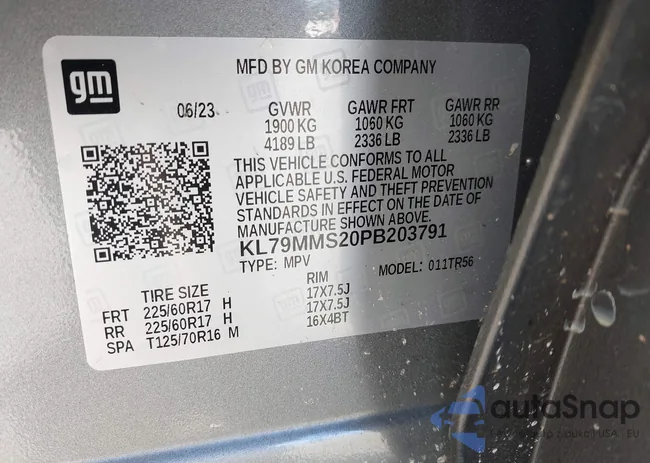 gm
MFD BY GM KOREA COMPANY
06/23 GVWR GAWR FRT GAWR RR
1900 KG 1060 KG 1060 KG
4189 LB 2336 LB 2336 LB
THIS VEHICLE CONFORMS TO ALL
APPLICABLE U.S. FEDERAL MOTOR
VEHICLE SAFETY AND THEFT PREVENTION
STANDARDS IN EFFECT ON THE DATE OF
MANUFACTURE SHOWN ABOVE.
KL79MMS20PB203791
TYPE: MPV MODEL: 011TR56
TIRE SIZE RIM
FRT 225/60R17 H 17X7.5J
RR 225/60R17 H 17X7.5J
SPA T125/70R16 M 16X4BT
autaSnap